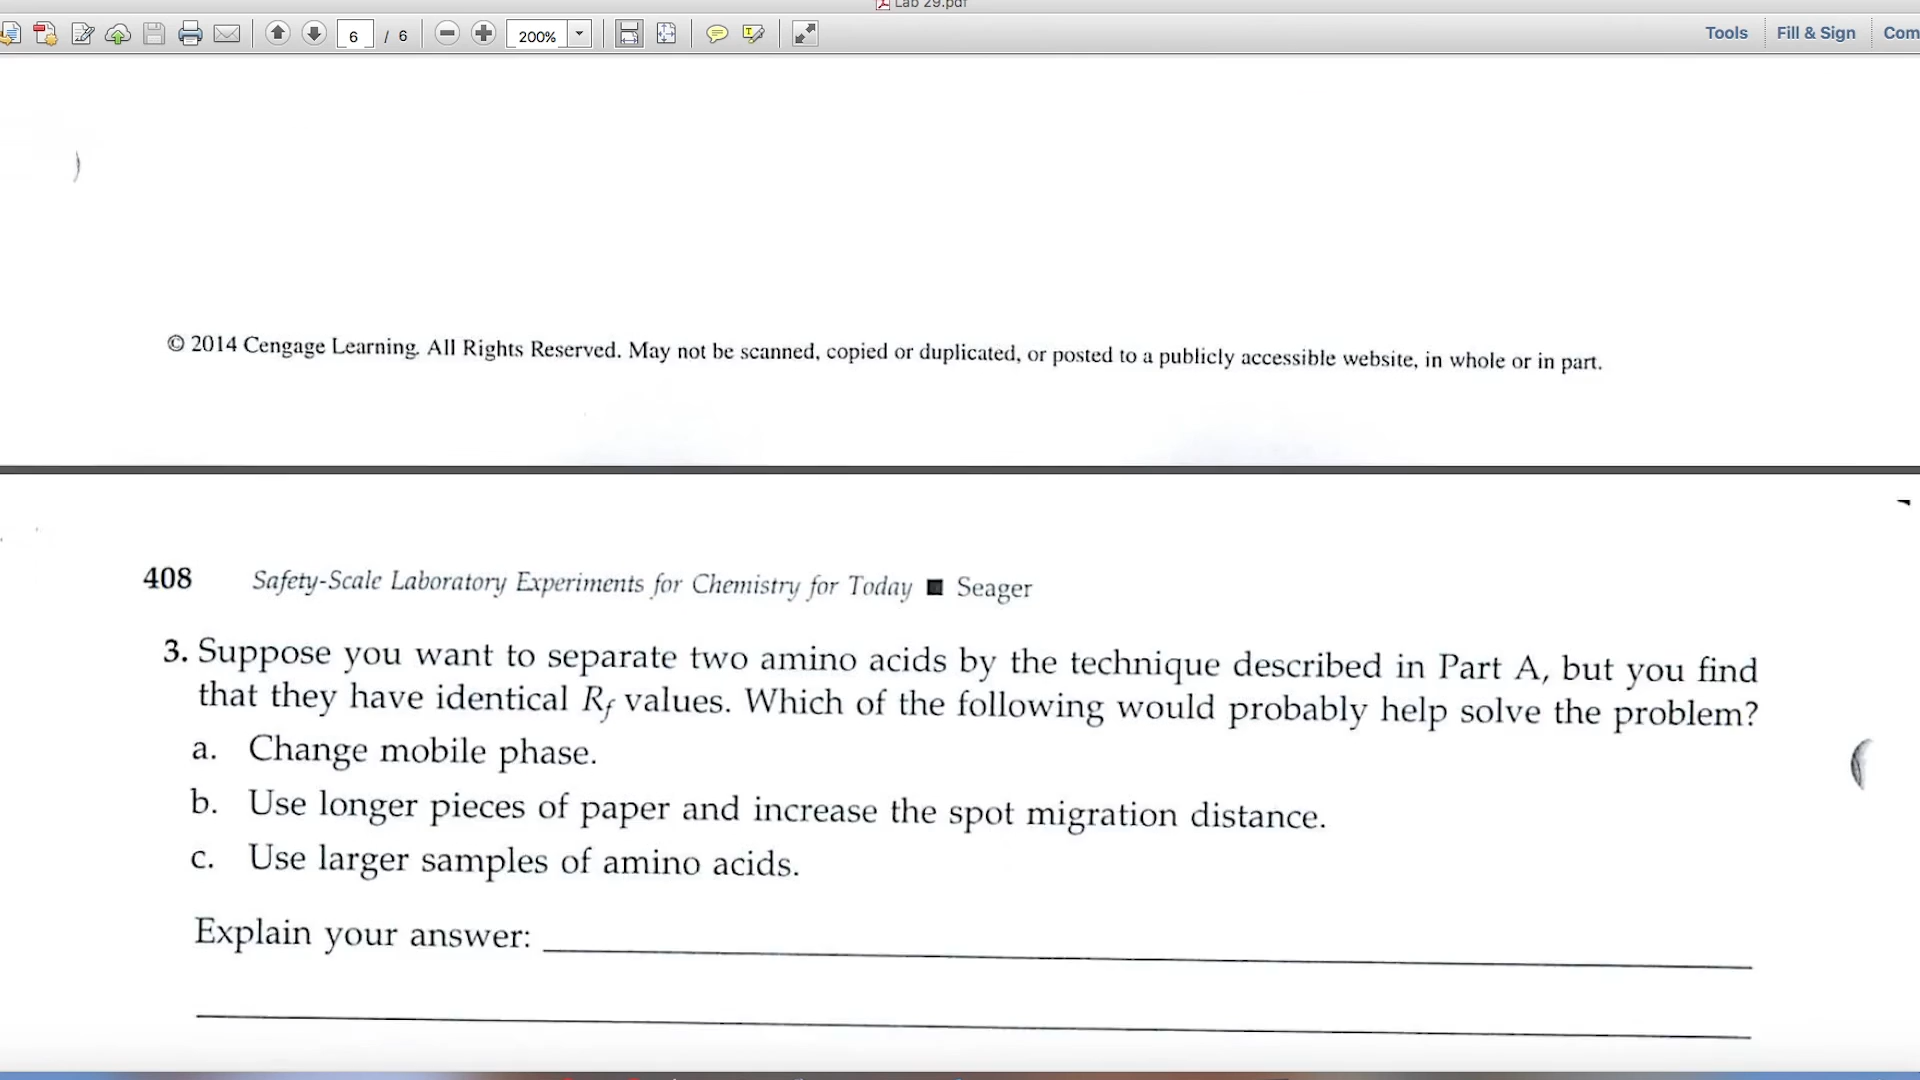 Lab 29.pdf
6 / 6 200% Tools Fill & Sign Com
© 2014 Cengage Learning. All Rights Reserved. May not be scanned, copied or duplicated, or posted to a publicly accessible website, in whole or in part.
408 Safety-Scale Laboratory Experiments for Chemistry for Today ■ Seager
3. Suppose you want to separate two amino acids by the technique described in Part A, but you find
that they have identical Rf values. Which of the following would probably help solve the problem?
a. Change mobile phase.
b. Use longer pieces of paper and increase the spot migration distance.
c. Use larger samples of amino acids.
Explain your answer: